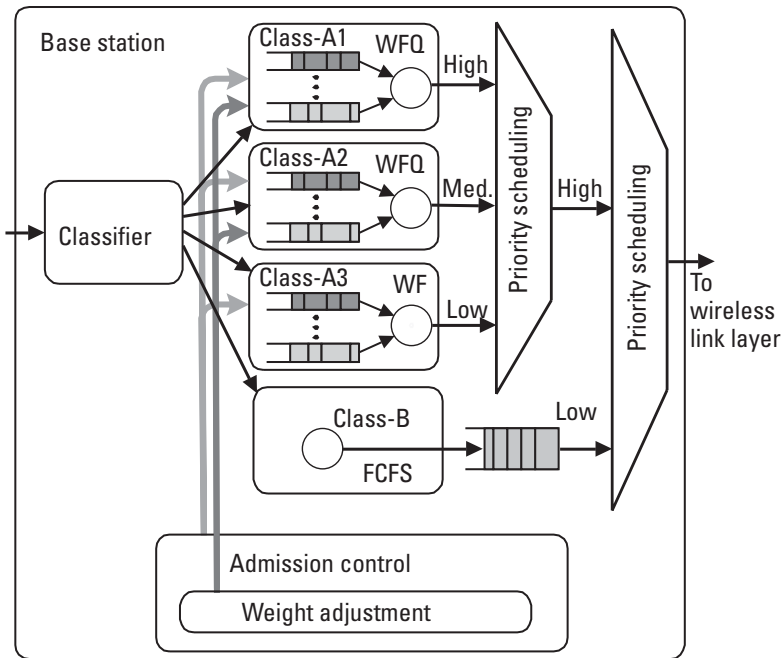 Base station
Class-A1
WFQ
High
Class-A2
WFQ
Med.
Class-A3
WF
Low
Classifier
Priority scheduling
High
Priority scheduling
To
wireless
link layer
Class-B
FCFS
Low
Admission control
Weight adjustment